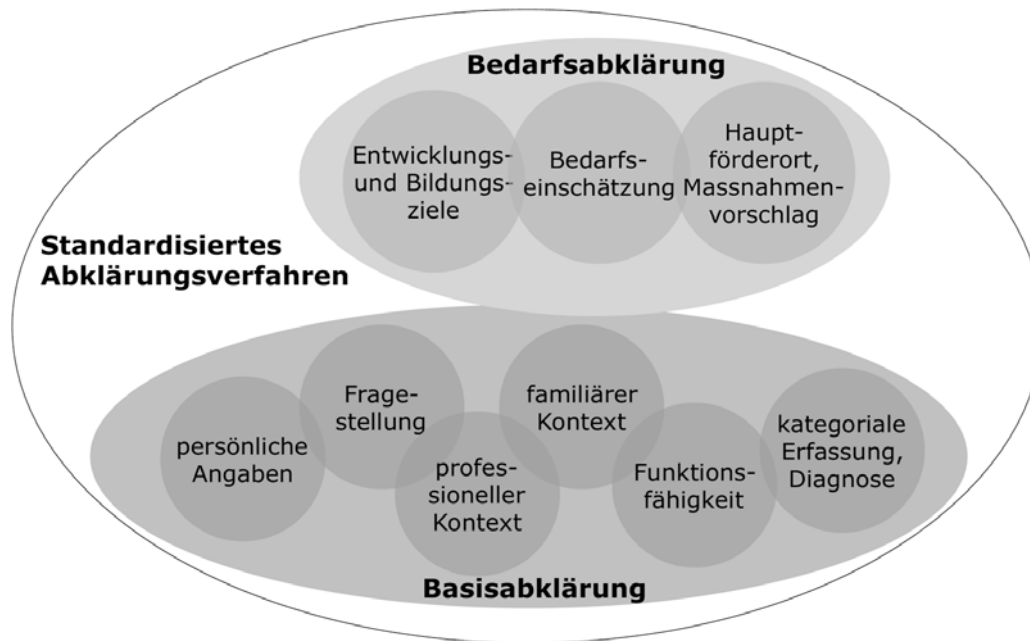 Bedarfsabklärung
Entwicklungs-
und Bildungs-
ziele
Bedarfs-
einschätzung
Haupt-
förderort,
Massnahmen-
vorschlag
Standardisiertes
Abklärungsverfahren
persönliche
Angaben
Frage-
stellung
profes-
sioneller
Kontext
familiärer
Kontext
Funktions-
fähigkeit
kategoriale
Erfassung,
Diagnose
Basisabklärung